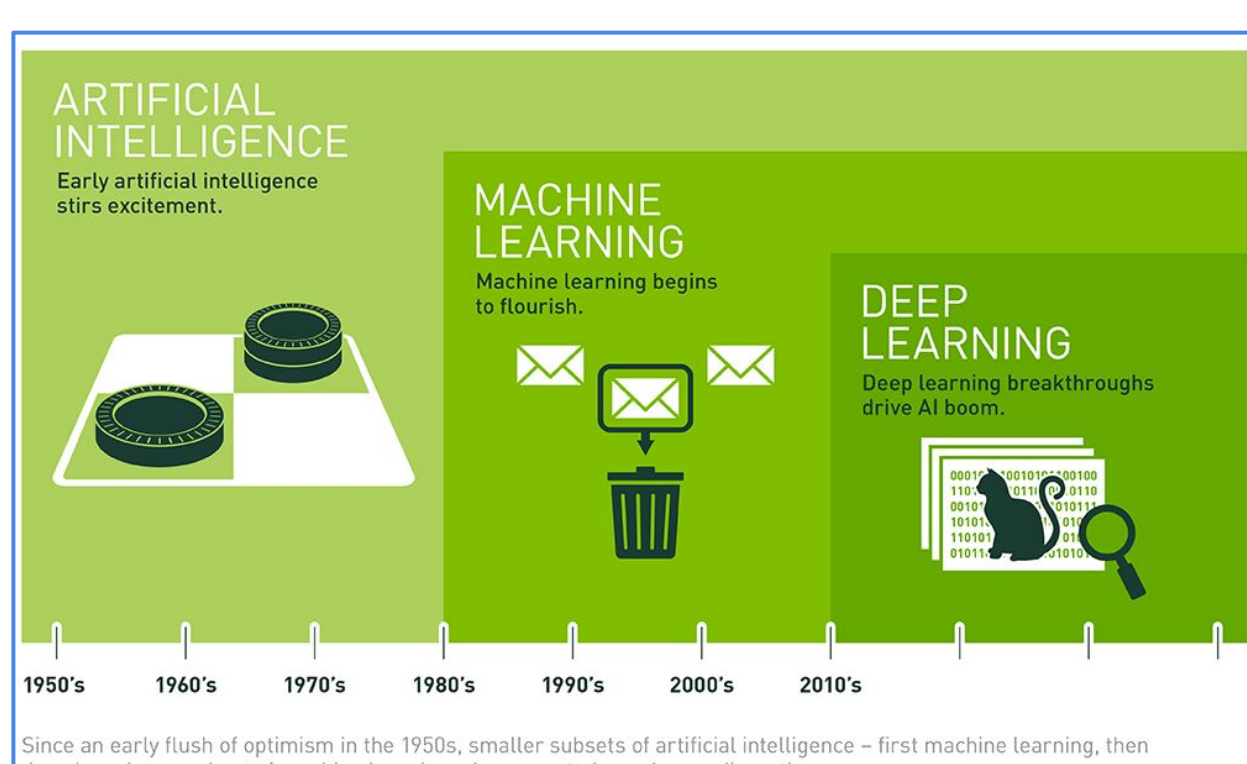 ARTIFICIAL
INTELLIGENCE
Early artificial intelligence
stirs excitement.
MACHINE
LEARNING
Machine learning begins
to flourish.
DEEP
LEARNING
Deep learning breakthroughs
drive AI boom.
1950's 1960's 1970's 1980's 1990's 2000's 2010's
Since an early flush of optimism in the 1950s, smaller subsets of artificial intelligence – first machine learning, then